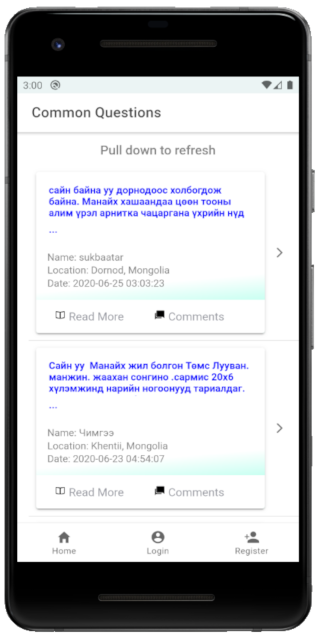 3:00
Common Questions
Pull down to refresh
сайн байна уу дорнодоос холбогдож
байна. Манайх хашаандаа цөөн тооны
алим үрэл арнитка чацаргана үхрийн нүд
...
Name: sukbaatar
Location: Dornod, Mongolia
Date: 2020-06-25 03:03:23
Read More Comments
Сайн уу Манайх жил болгон Төмс Лууван.
манжин. жаахан сонгино .сармис 20х6
хүлэмжинд нарийн ногоонууд тариалдаг.
...
Name: Чимгээ
Location: Khentii, Mongolia
Date: 2020-06-23 04:54:07
Read More Comments
Home Login Register